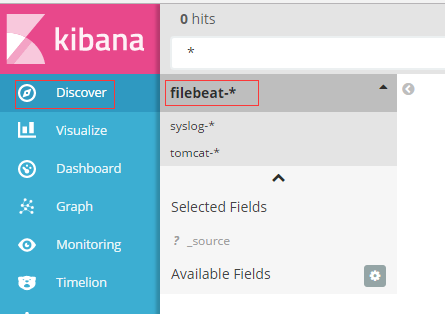 kibana
0 hits
*
Discover
filebeat-*
Visualize
syslog-*
Dashboard
tomcat-*
Graph
Selected Fields
Monitoring
? _source
Timelion
Available Fields